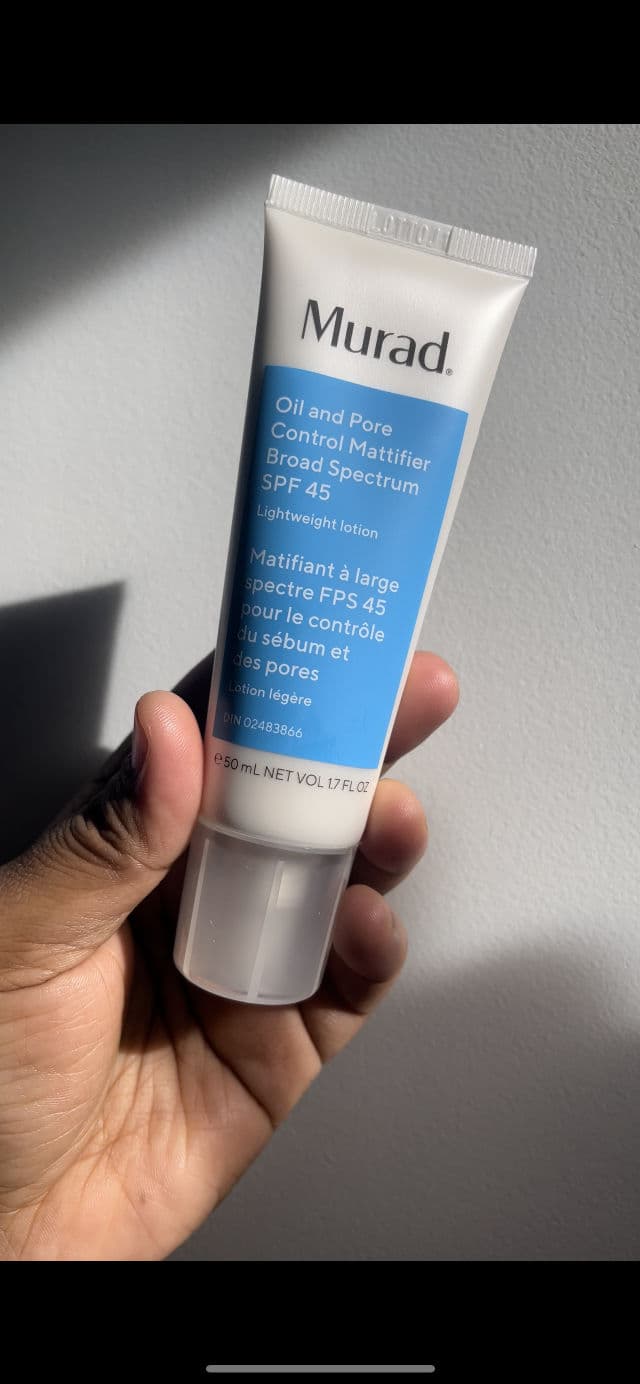 Murad®
Oil and Pore
Control Mattifier
Broad Spectrum
SPF 45
Lightweight lotion
Matifiant à large
spectre FPS 45
pour le contrôle
du sébum et
des pores
Lotion légère
DIN 02483866
℮ 50 mL NET VOL 1.7 FL OZ